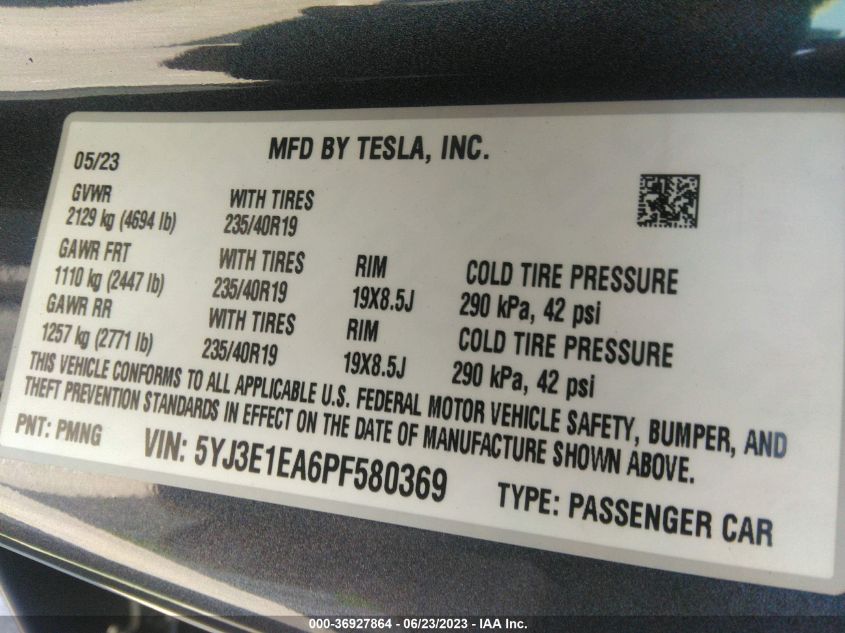 MFD BY TESLA, INC.
05/23
GVWR
2129 kg (4694 lb)
WITH TIRES
235/40R19
GAWR FRT
1110 kg (2447 lb)
WITH TIRES
235/40R19
RIM
19X8.5J
COLD TIRE PRESSURE
290 kPa, 42 psi
GAWR RR
1257 kg (2771 lb)
WITH TIRES
235/40R19
RIM
19X8.5J
COLD TIRE PRESSURE
290 kPa, 42 psi
THIS VEHICLE CONFORMS TO ALL APPLICABLE U.S. FEDERAL MOTOR VEHICLE SAFETY, BUMPER, AND
THEFT PREVENTION STANDARDS IN EFFECT ON THE DATE OF MANUFACTURE SHOWN ABOVE.
PNT: PMNG
VIN: 5YJ3E1EA6PF580369
TYPE: PASSENGER CAR
000-36927864 - 06/23/2023 - IAA Inc.